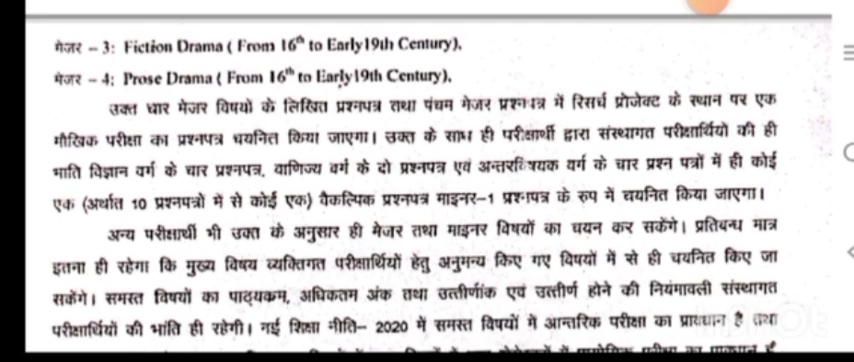 मेजर – 3: Fiction Drama ( From 16th to Early19th Century),
मेजर – 4: Prose Drama ( From 16th to Early19th Century),
उक्त चार मेजर विषयों के लिखित प्रश्नपत्र तथा पंचम मेजर प्रश्नपत्र में रिसर्च प्रोजेक्ट के स्थान पर एक
मौखिक परीक्षा का प्रश्नपत्र चयनित किया जाएगा। उक्त के साथ ही परीक्षार्थी द्वारा संस्थागत परीक्षार्थियों की ही
भाति विज्ञान वर्ग के चार प्रश्नपत्र, वाणिज्य वर्ग के दो प्रश्नपत्र एवं अन्तरविषयक वर्ग के चार प्रश्न पत्रों में ही कोई
एक (अर्थात 10 प्रश्नपत्रो में से कोई एक) वैकल्पिक प्रश्नपत्र माइनर–1 प्रश्नपत्र के रुप में चयनित किया जाएगा।
अन्य परीक्षार्थी भी उक्त के अनुसार ही मेजर तथा माइनर विषयों का चयन कर सकेंगे। प्रतिबन्ध मात्र
इतना ही रहेगा कि मुख्य विषय व्यक्तिगत परीक्षार्थियों हेतु अनुमन्य किए गए विषयों में से ही चयनित किए जा
सकेंगे। समस्त विषयों का पाठ्यकम, अधिकतम अंक तथा उत्तीर्णांक एवं उत्तीर्ण होने की नियंमावली संस्थागत
परीक्षार्थियों की भांति ही रहेगी। नई शिक्षा नीति– 2020 में समस्त विषयों में आन्तरिक परीक्षा का प्रावधान है तथा